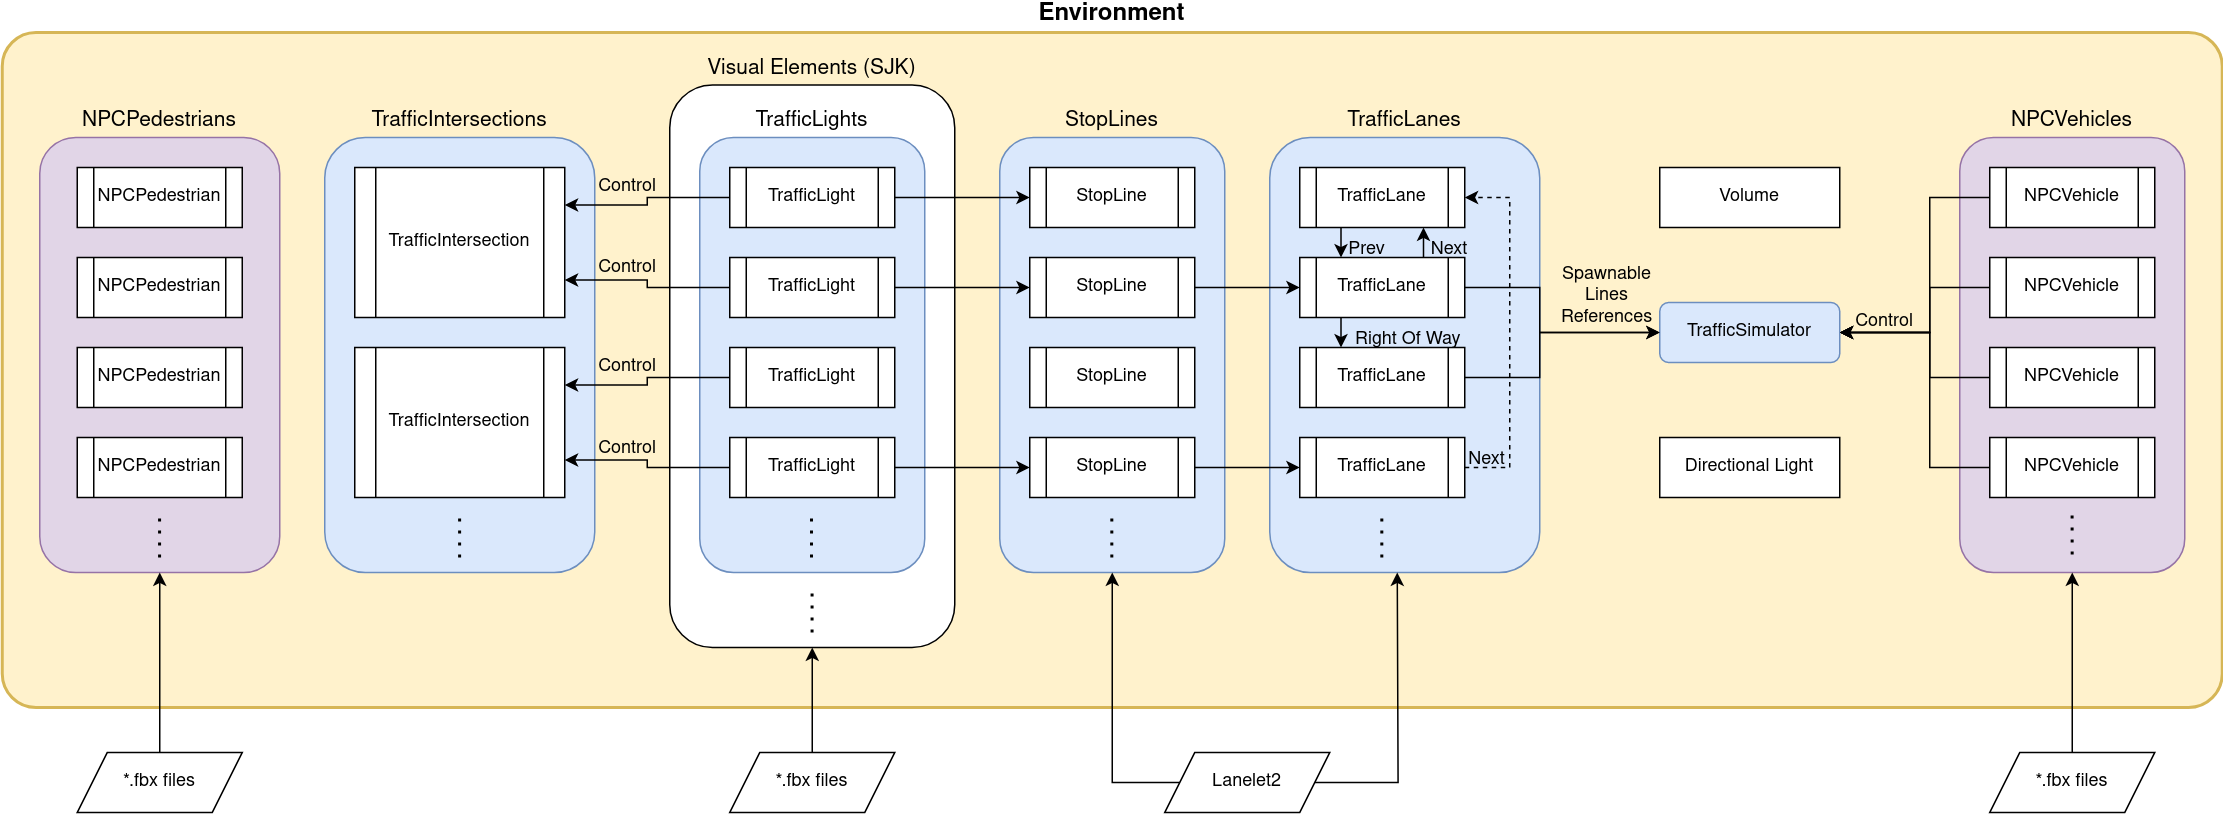 Environment
Visual Elements (SJK)
NPCPedestrians
TrafficIntersections
TrafficLights
StopLines
TrafficLanes
NPCVehicles
NPCPedestrian
NPCPedestrian
NPCPedestrian
NPCPedestrian
TrafficIntersection
TrafficIntersection
Control
Control
Control
Control
TrafficLight
TrafficLight
TrafficLight
TrafficLight
StopLine
StopLine
StopLine
StopLine
TrafficLane
Prev
Next
TrafficLane
Right Of Way
TrafficLane
TrafficLane
Next
Spawnable
Lines
References
Volume
TrafficSimulator
Directional Light
Control
NPCVehicle
NPCVehicle
NPCVehicle
NPCVehicle
*.fbx files
*.fbx files
Lanelet2
*.fbx files